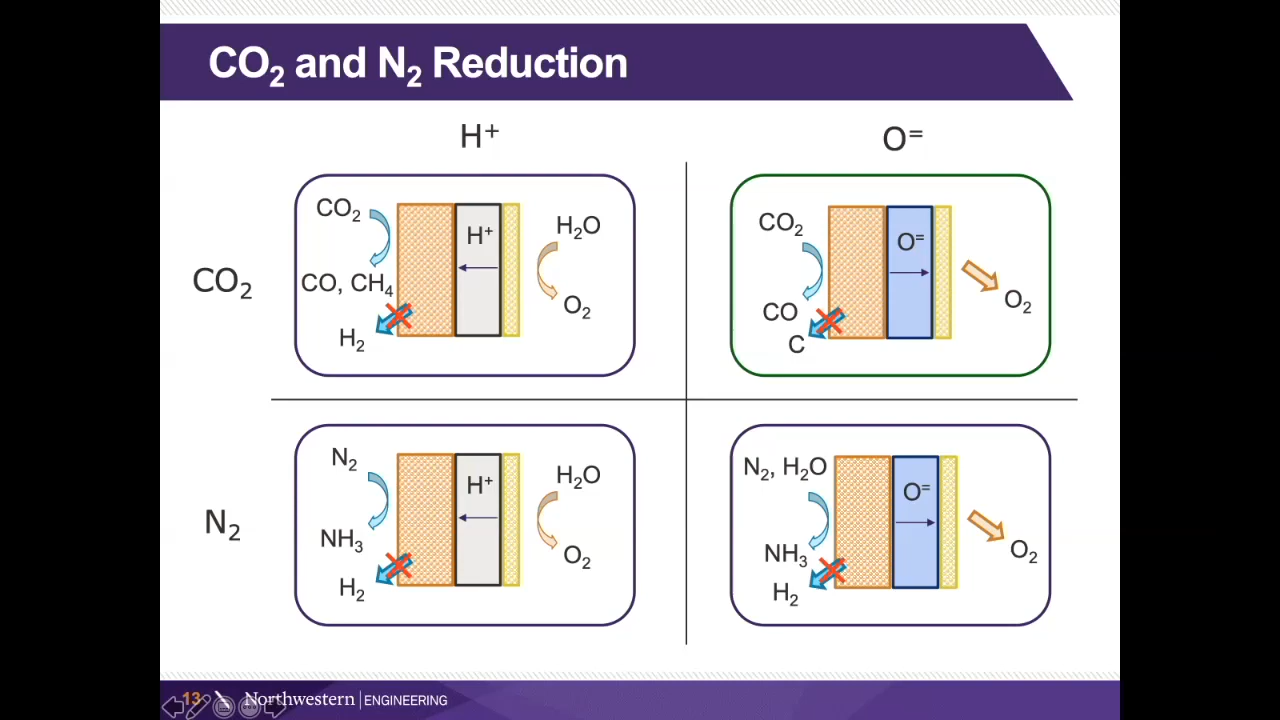 CO₂ and N₂ Reduction
H⁺
O⁼
CO₂
CO₂
CO, CH₄
H₂
H⁺
H₂O
O₂
CO₂
CO
C
O⁼
O₂
N₂
N₂
NH₃
H₂
H⁺
H₂O
O₂
N₂, H₂O
NH₃
H₂
O⁼
O₂
13
Northwestern | ENGINEERING